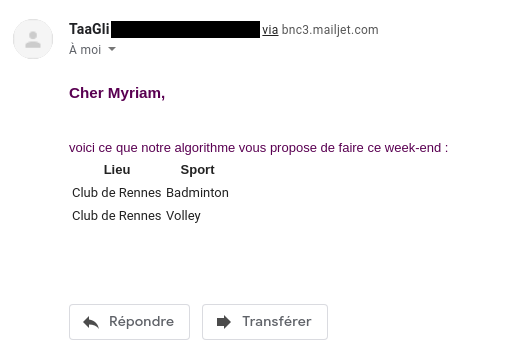 TaaGli via bnc3.mailjet.com
À moi
Cher Myriam,
voici ce que notre algorithme vous propose de faire ce week-end :
Lieu Sport
Club de Rennes Badminton
Club de Rennes Volley
Répondre Transférer